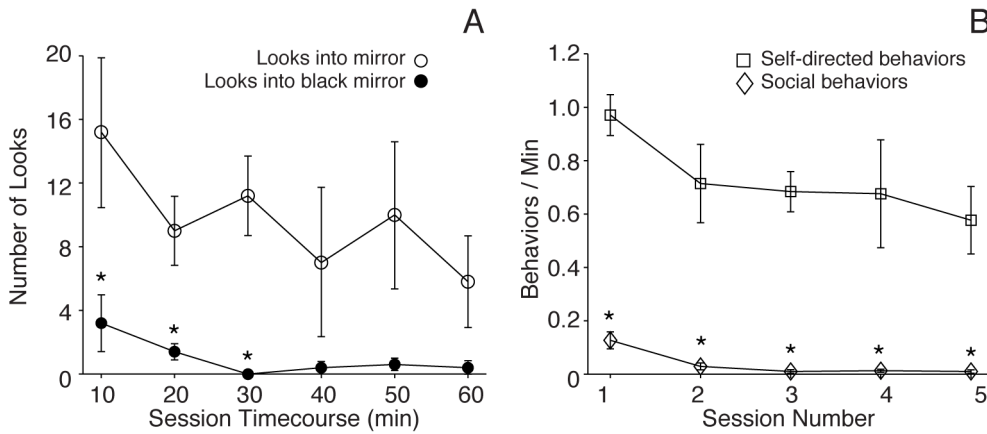 A
20
16
12
8
4
0
Number of Looks
Looks into mirror
Looks into black mirror
*
*
*
10 20 30 40 50 60
Session Timecourse (min)
B
1.2
1.0
0.8
0.6
0.4
0.2
0
Behaviors / Min
Self-directed behaviors
Social behaviors
*
*
*
*
*
1 2 3 4 5
Session Number